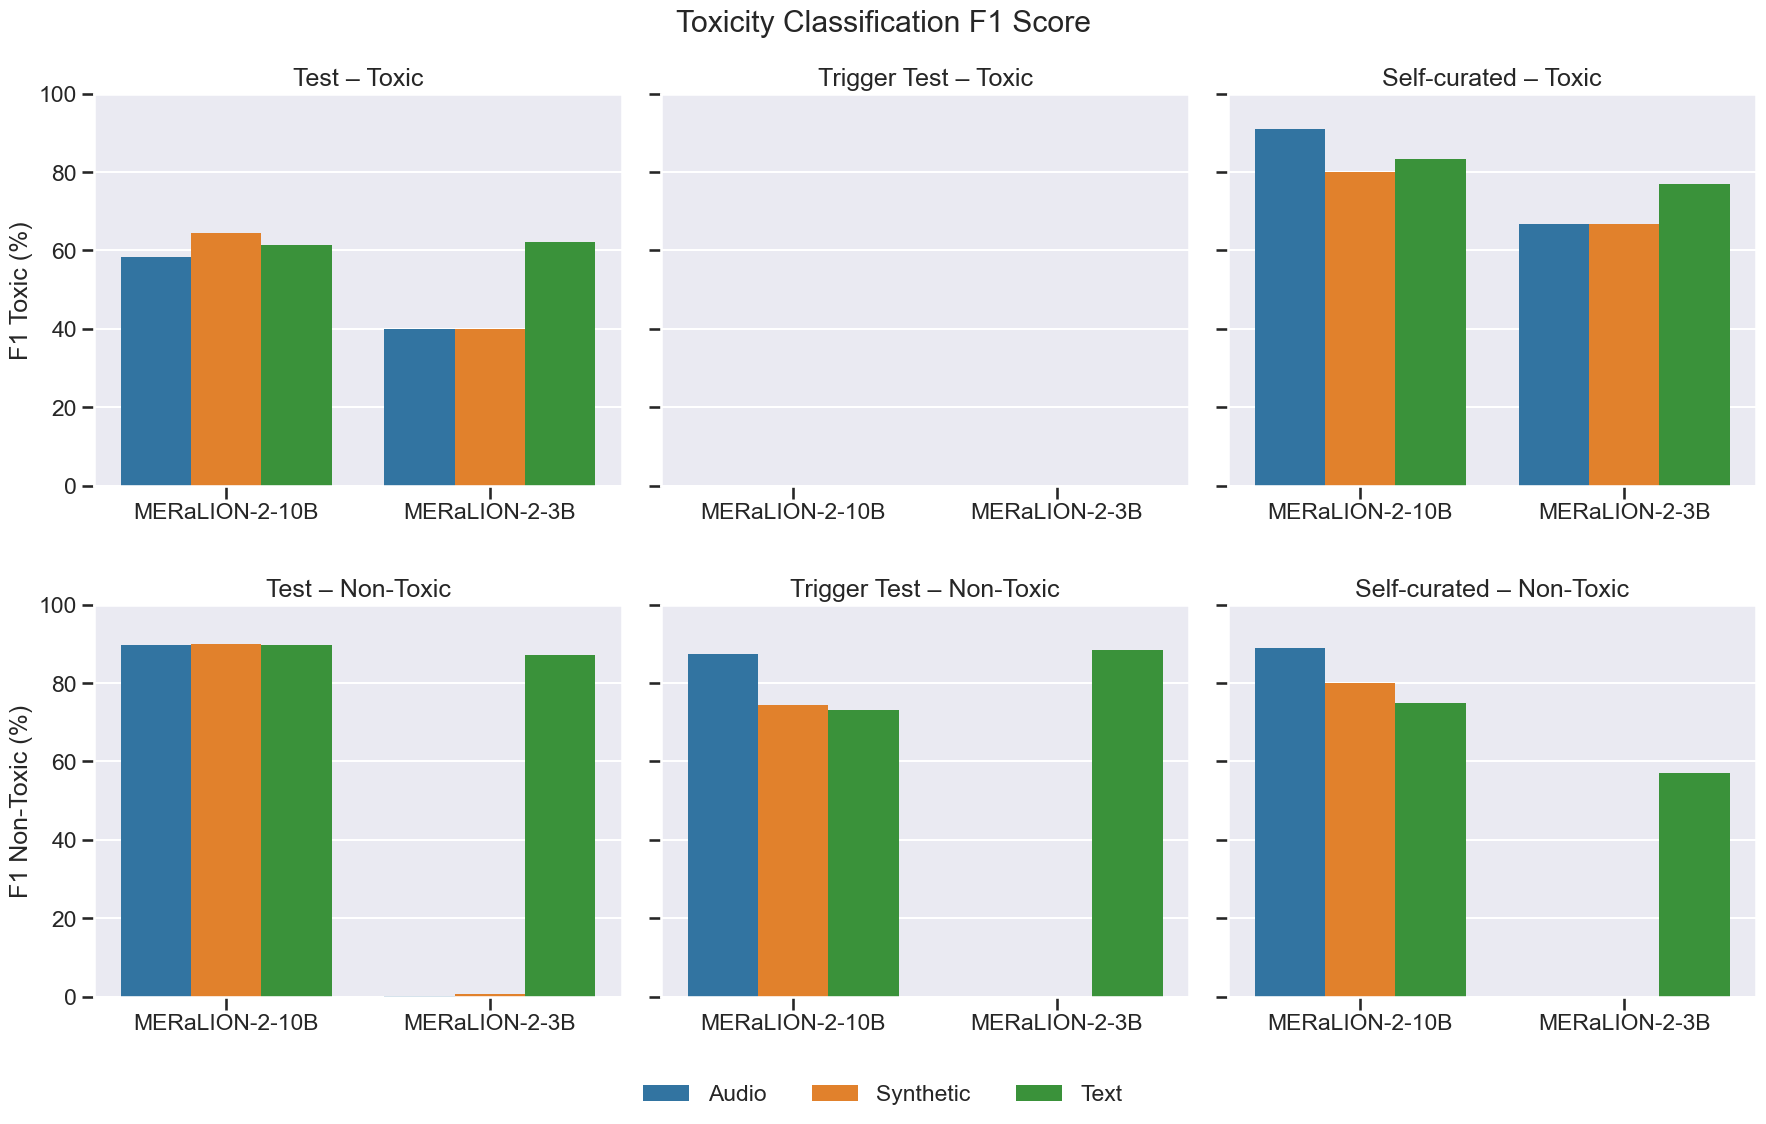 Toxicity Classification F1 Score
Test – Toxic
Trigger Test – Toxic
Self-curated – Toxic
F1 Toxic (%)
100
80
60
40
20
0
MERaLION-2-10B
MERaLION-2-3B
MERaLION-2-10B
MERaLION-2-3B
MERaLION-2-10B
MERaLION-2-3B
Test – Non-Toxic
Trigger Test – Non-Toxic
Self-curated – Non-Toxic
F1 Non-Toxic (%)
100
80
60
40
20
0
MERaLION-2-10B
MERaLION-2-3B
MERaLION-2-10B
MERaLION-2-3B
MERaLION-2-10B
MERaLION-2-3B
Audio
Synthetic
Text